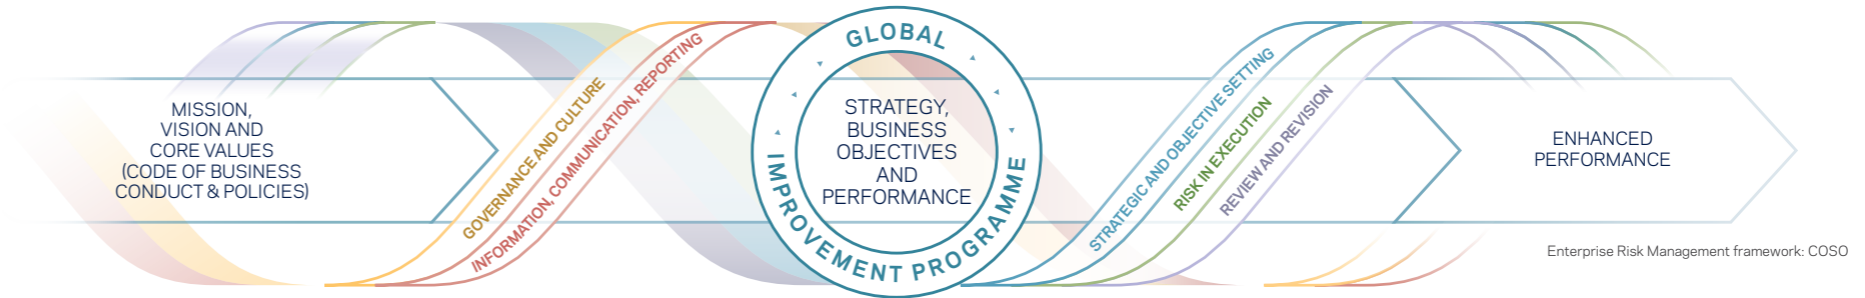 MISSION,
VISION AND
CORE VALUES
(CODE OF BUSINESS
CONDUCT & POLICIES)
GOVERNANCE AND CULTURE
INFORMATION, COMMUNICATION, REPORTING
GLOBAL
IMPROVEMENT PROGRAMME
STRATEGY,
BUSINESS
OBJECTIVES
AND
PERFORMANCE
STRATEGIC AND OBJECTIVE SETTING
RISK IN EXECUTION
REVIEW AND REVISION
ENHANCED
PERFORMANCE
Enterprise Risk Management framework: COSO